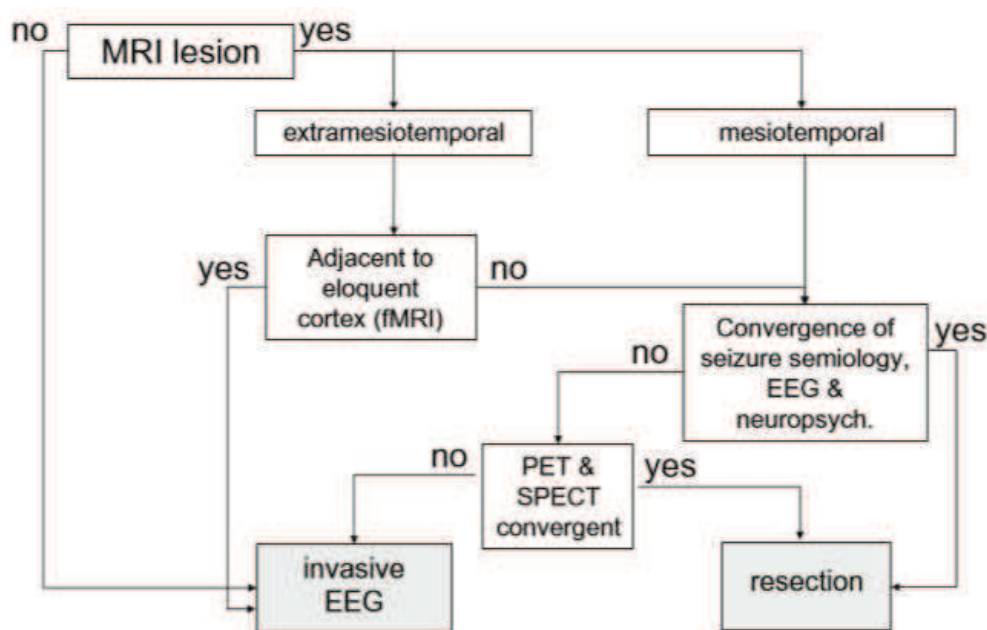 no
MRI lesion
yes
extramesiotemporal
mesiotemporal
yes
Adjacent to
eloquent
cortex (fMRI)
no
Convergence of
seizure semiology,
EEG &
neuropsych.
no
yes
no
PET &
SPECT
convergent
yes
invasive
EEG
resection